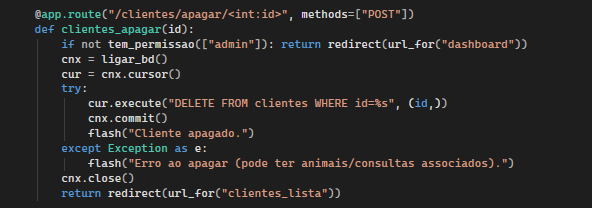 @app.route("/clientes/apagar/<int:id>", methods=["POST"])
def clientes_apagar(id):
    if not tem_permissao(["admin"]): return redirect(url_for("dashboard"))
    cnx = ligar_bd()
    cur = cnx.cursor()
    try:
        cur.execute("DELETE FROM clientes WHERE id=%s", (id,))
        cnx.commit()
        flash("Cliente apagado.")
    except Exception as e:
        flash("Erro ao apagar (pode ter animais/consultas associados).")
    cnx.close()
    return redirect(url_for("clientes_lista"))